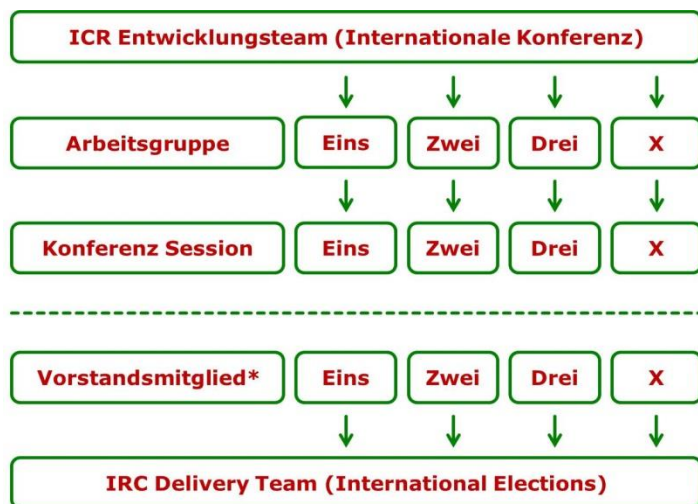 ICR Entwicklungsteam (Internationale Konferenz)
Arbeitsgruppe Eins Zwei Drei X
Konferenz Session Eins Zwei Drei X
Vorstandsmitglied* Eins Zwei Drei X
IRC Delivery Team (International Elections)